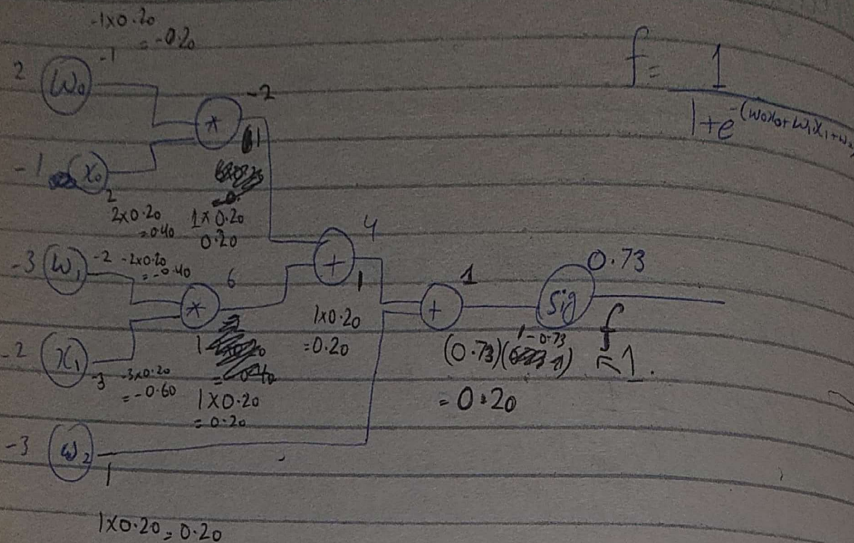 -1x0.20
= -0.20
f = 1
1+e^-(w0x0+w1x1+w2
2 W0 -1
* -2
1
-1 x0 2
2x0.20
=0.40
1x0.20
0.20
-3 W1 -2 -2x0.20
=-0.40
* 6
1
+ 4
1
1x0.20
=0.20
+ 1
Sig 0.73
f
1.
(0.73)(1-0.73)
= 0.20
-2 x1 -3 -3x0.20
=-0.60
1x0.20
=0.20
-3 W2 1
1x0.20=0.20